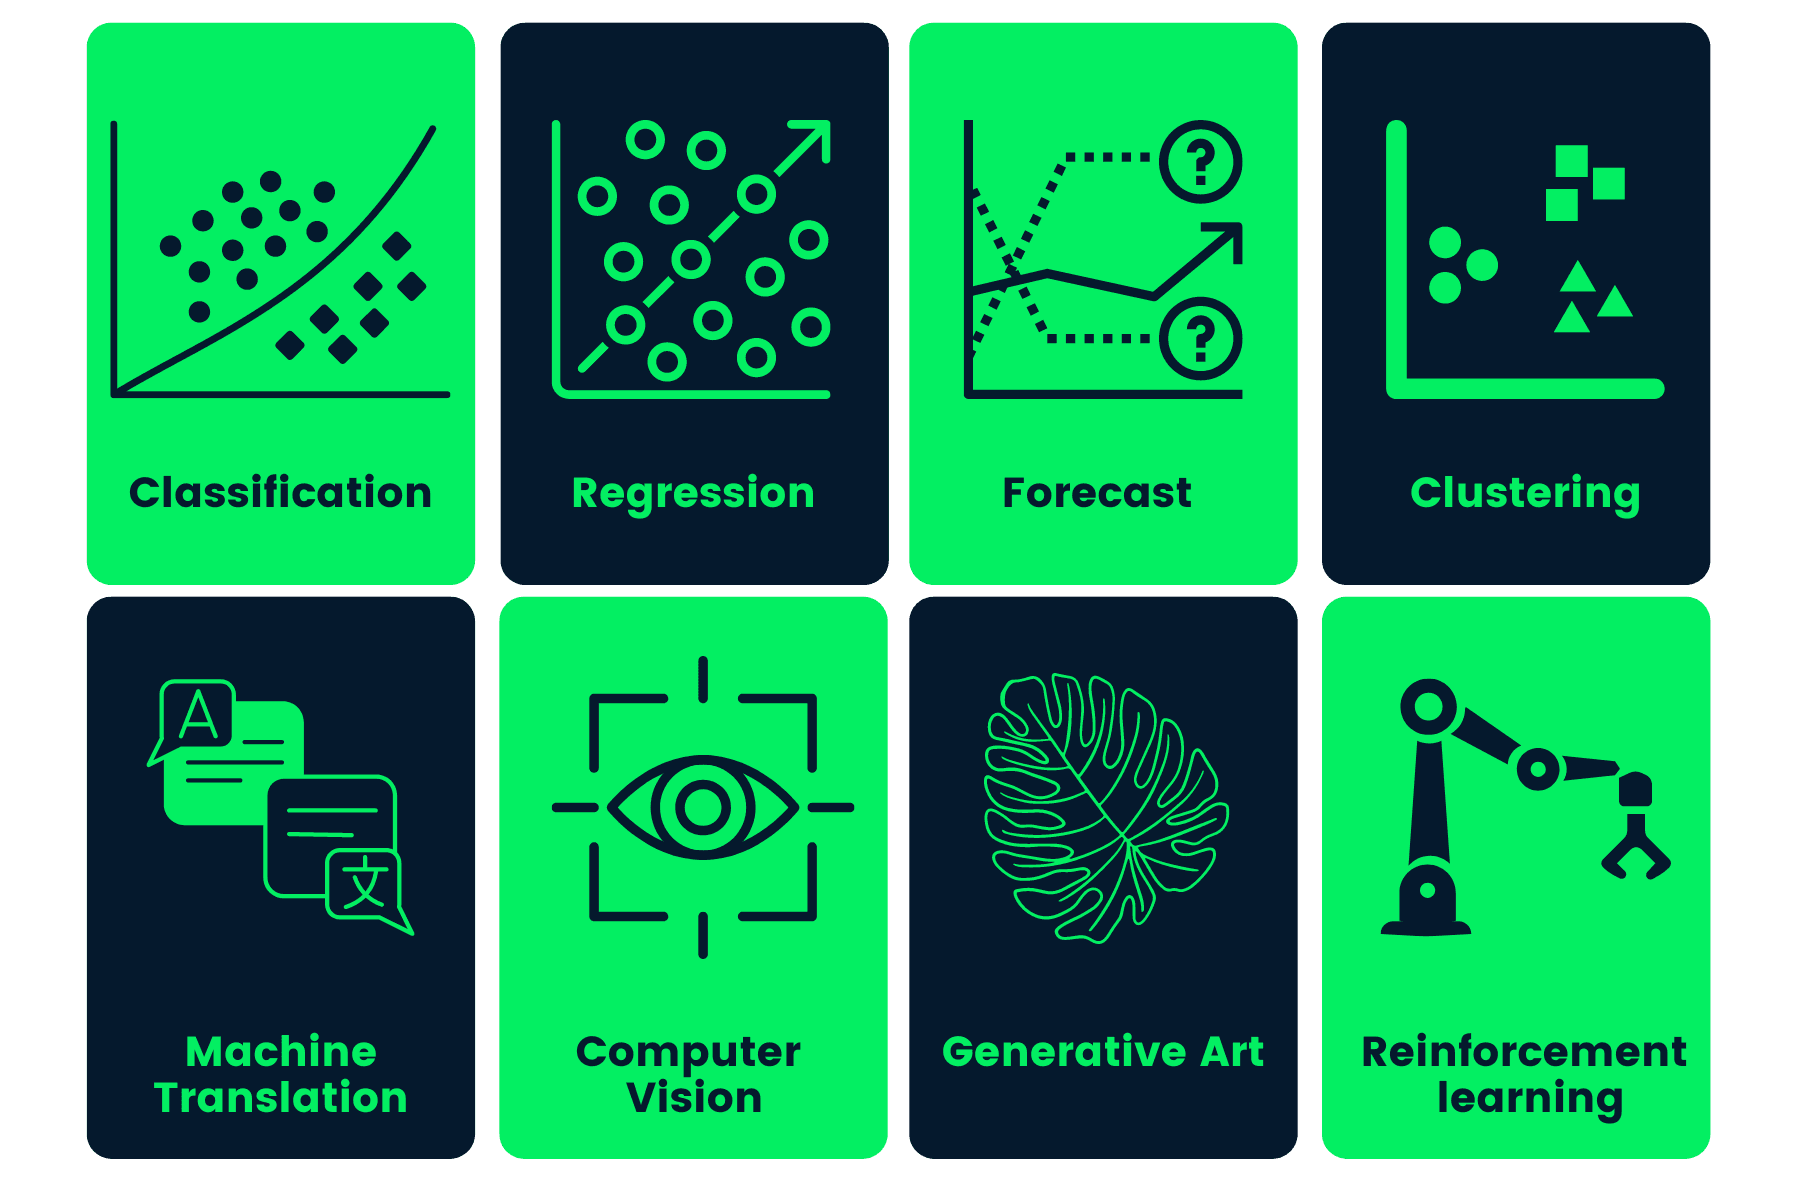 Classification
Regression
?
?
Forecast
Clustering
A
文
Machine
Translation
Computer
Vision
Generative Art
Reinforcement
learning